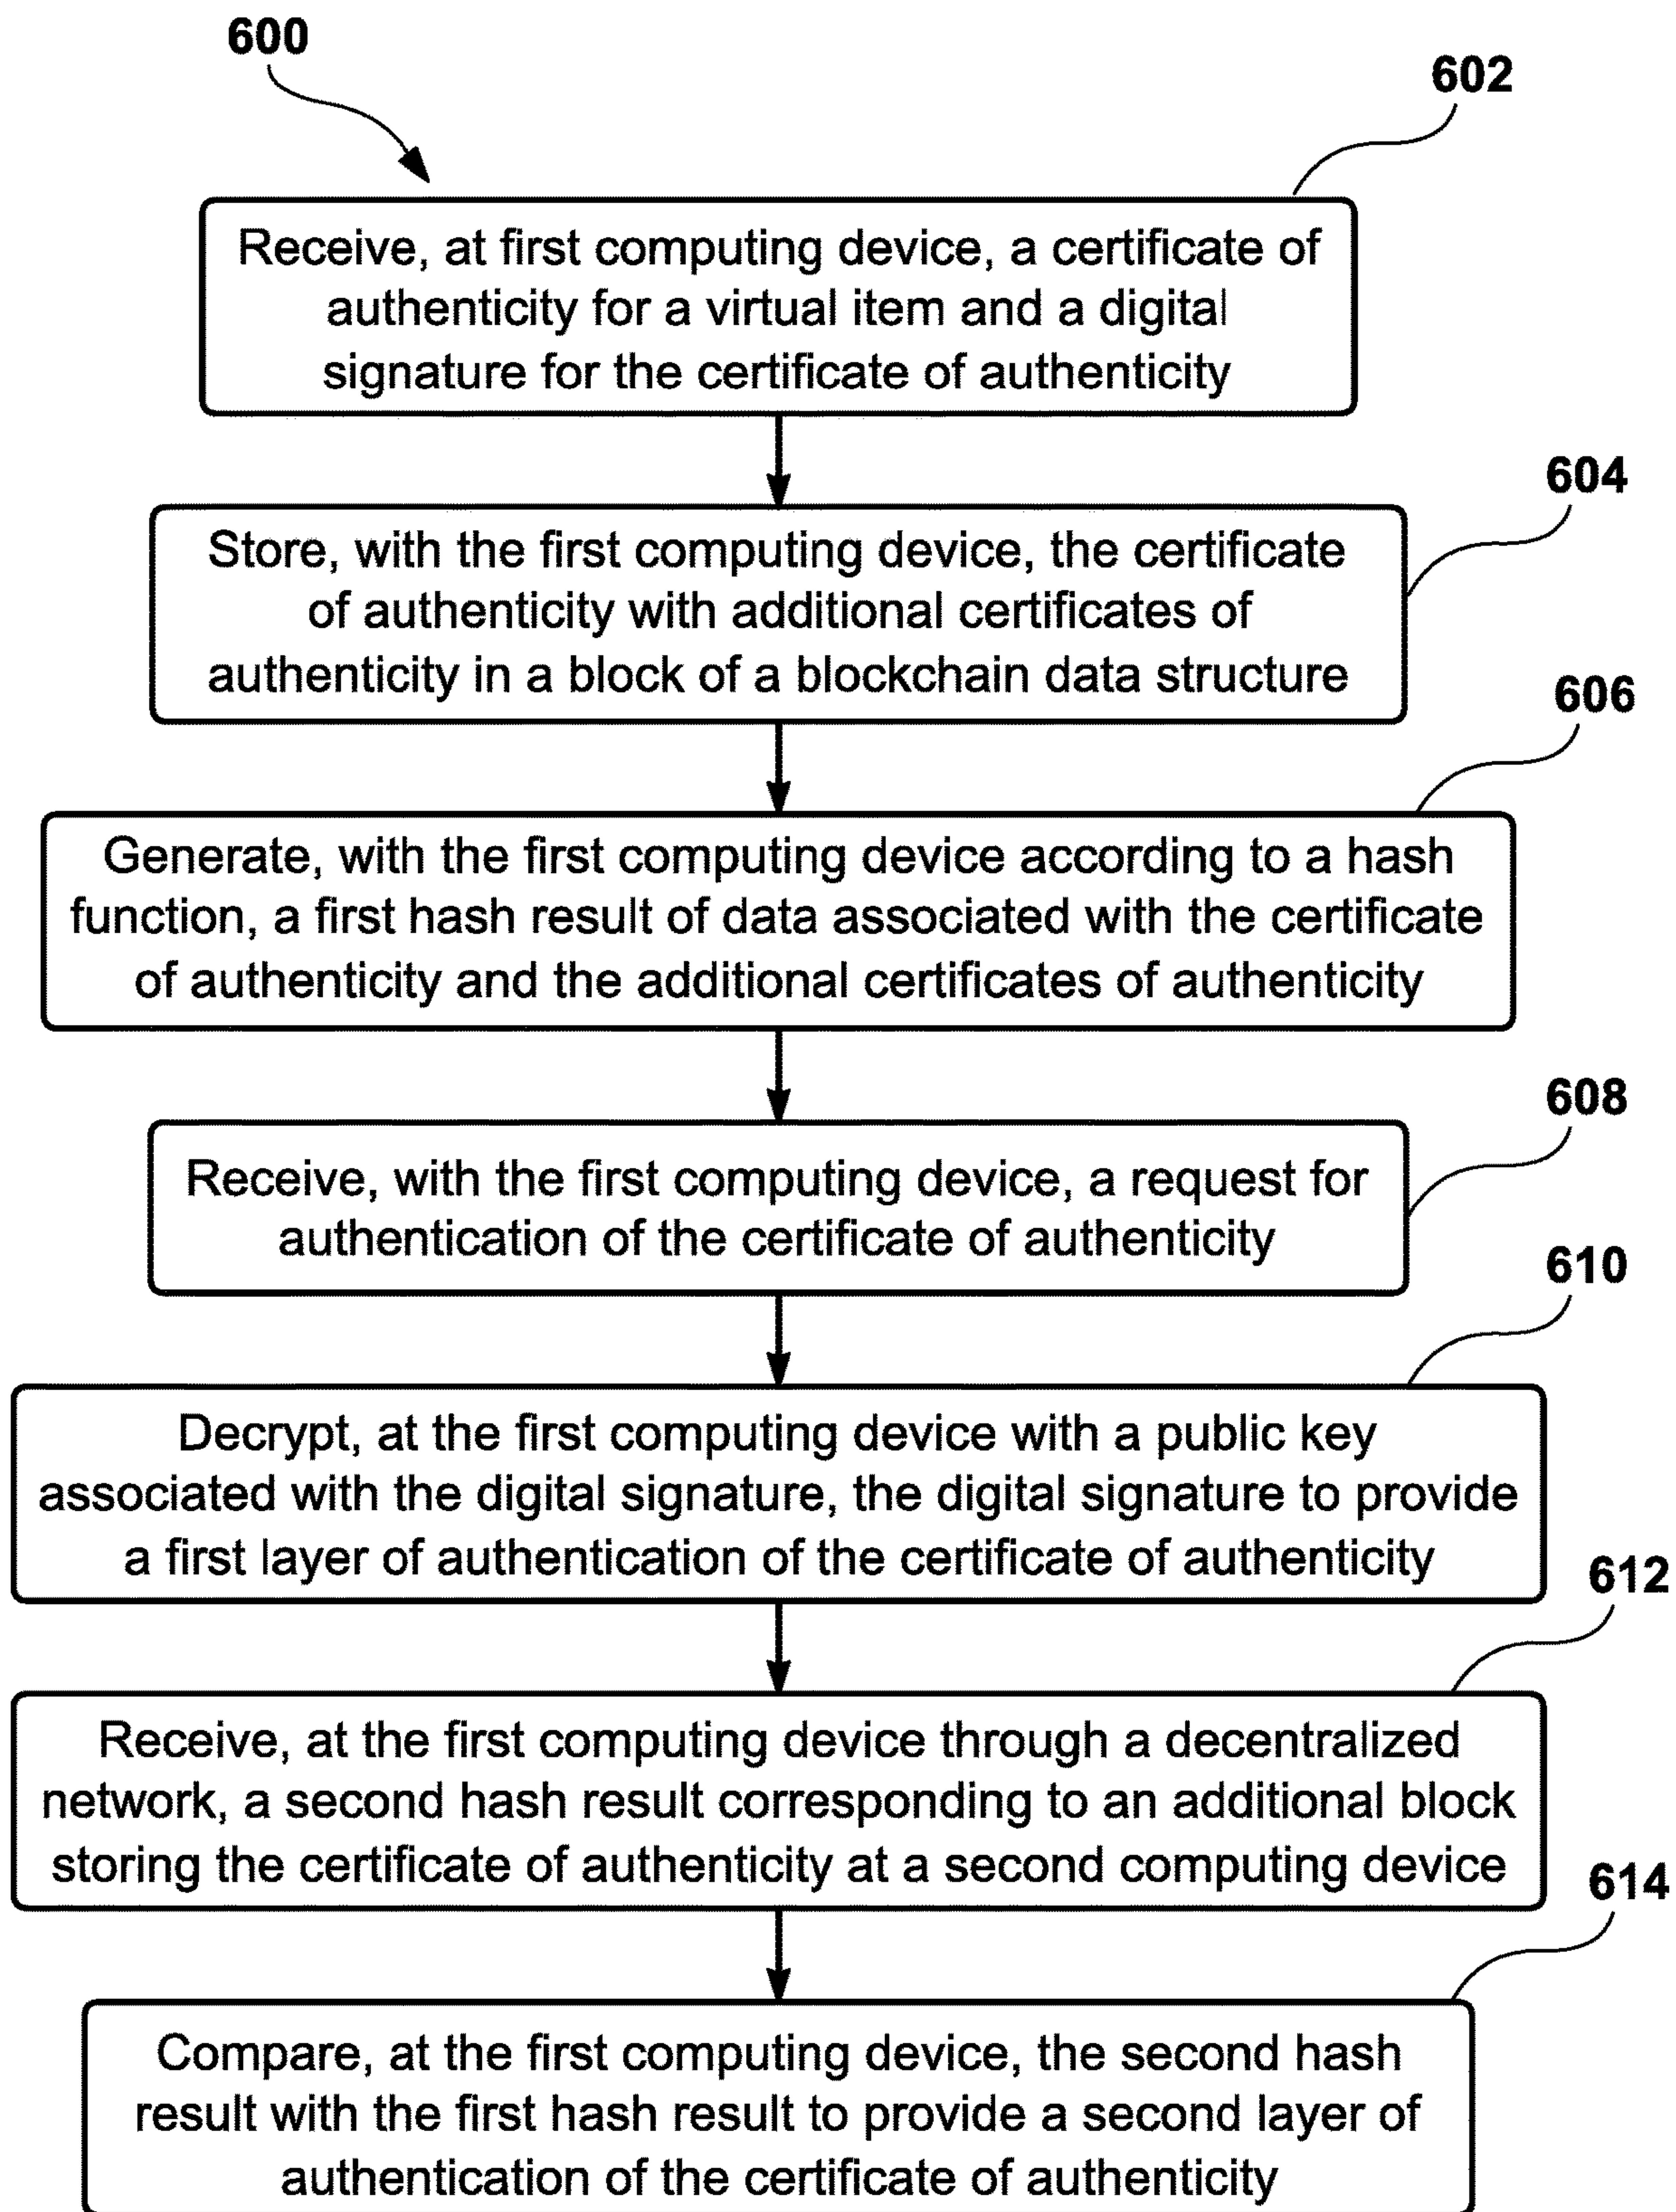 600
602
Receive, at first computing device, a certificate of
authenticity for a virtual item and a digital
signature for the certificate of authenticity
604
Store, with the first computing device, the certificate
of authenticity with additional certificates of
authenticity in a block of a blockchain data structure
606
Generate, with the first computing device according to a hash
function, a first hash result of data associated with the certificate
of authenticity and the additional certificates of authenticity
608
Receive, with the first computing device, a request for
authentication of the certificate of authenticity
610
Decrypt, at the first computing device with a public key
associated with the digital signature, the digital signature to provide
a first layer of authentication of the certificate of authenticity
612
Receive, at the first computing device through a decentralized
network, a second hash result corresponding to an additional block
storing the certificate of authenticity at a second computing device
614
Compare, at the first computing device, the second hash
result with the first hash result to provide a second layer of
authentication of the certificate of authenticity